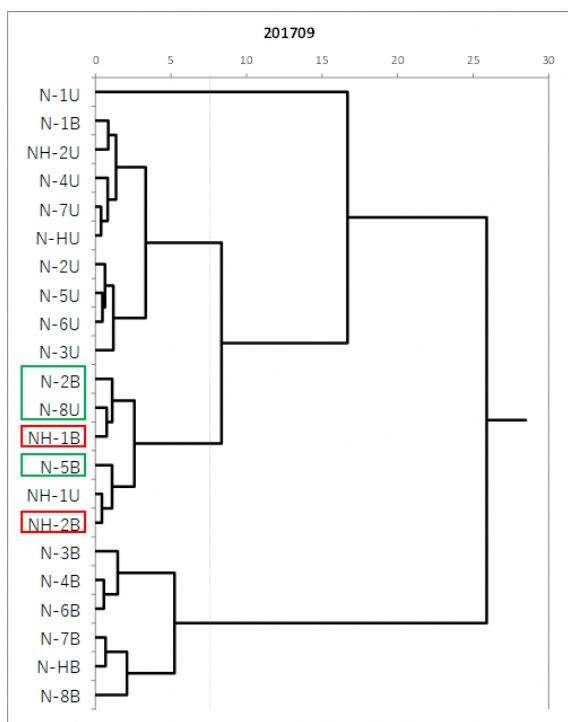 201709
0 5 10 15 20 25 30
N-1U
N-1B
NH-2U
N-4U
N-7U
N-HU
N-2U
N-5U
N-6U
N-3U
N-2B
N-8U
NH-1B
N-5B
NH-1U
NH-2B
N-3B
N-4B
N-6B
N-7B
N-HB
N-8B